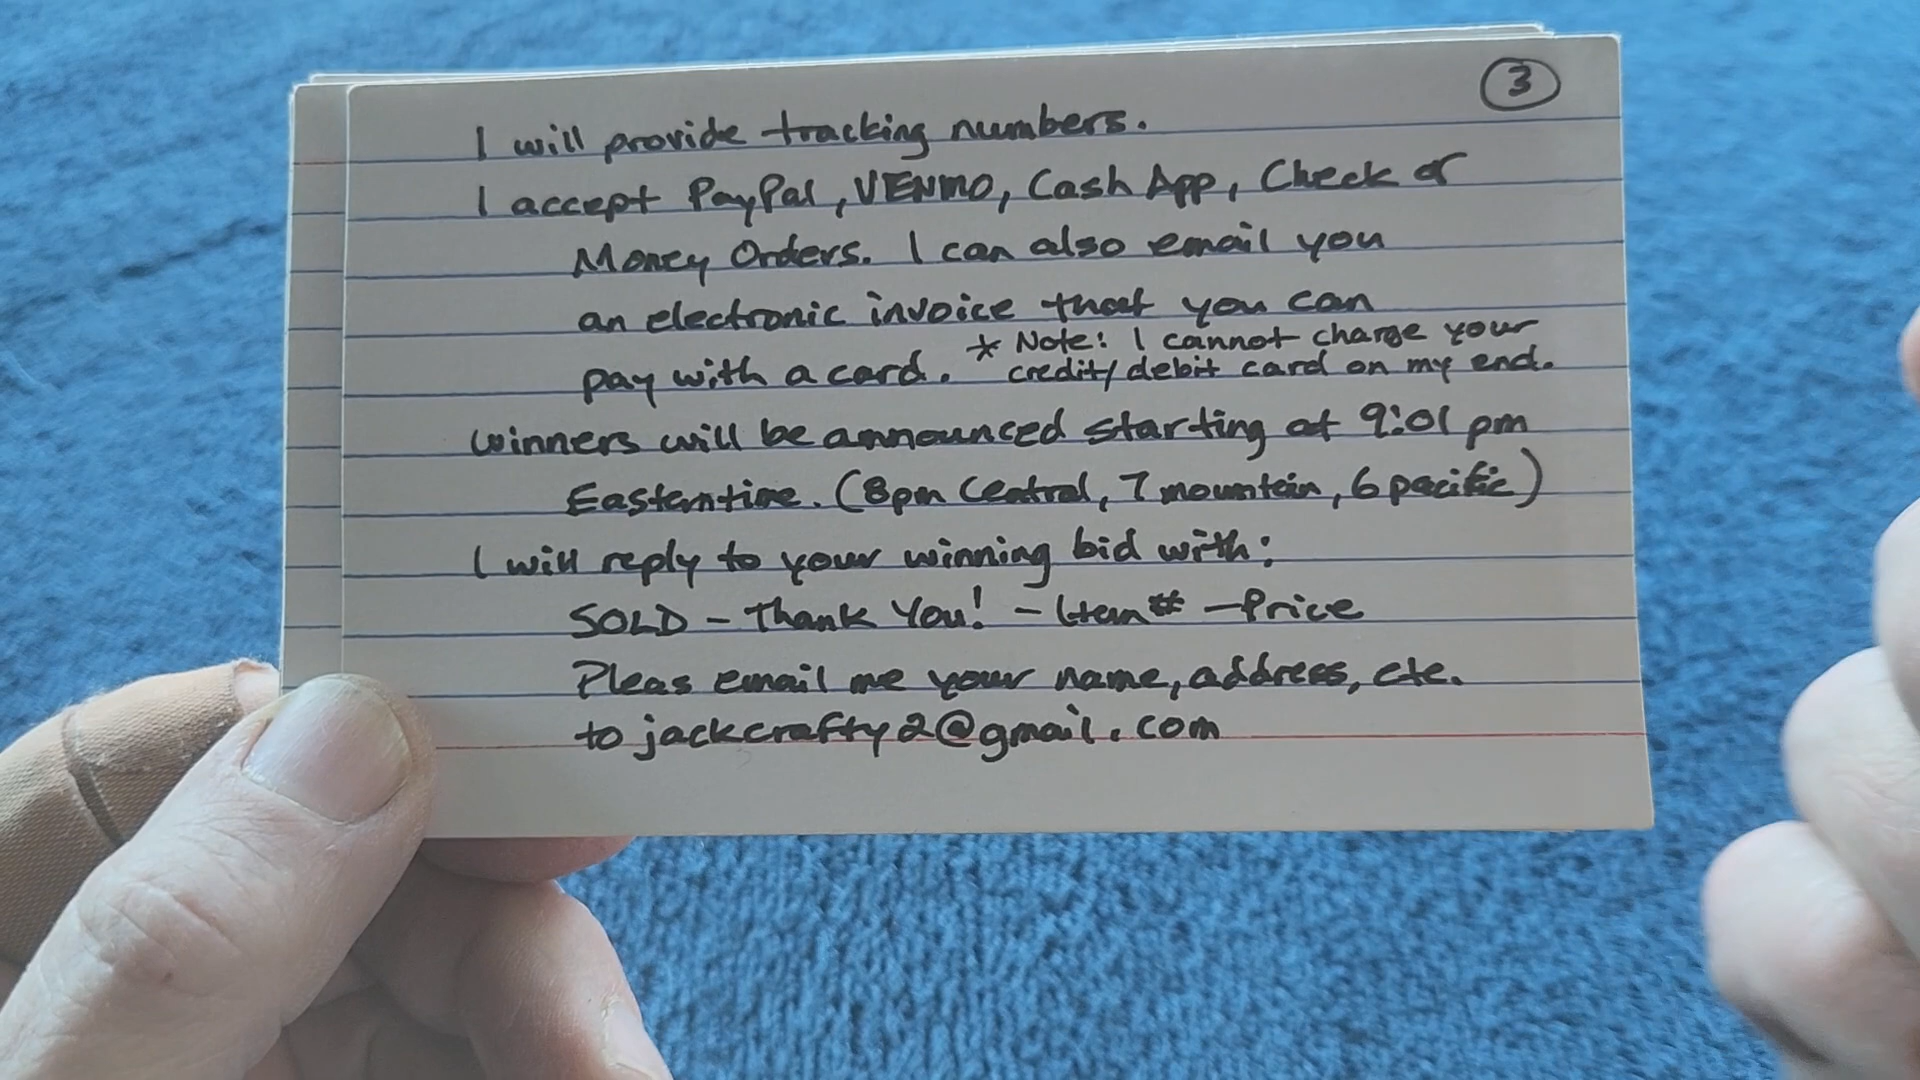 3
I will provide tracking numbers.
I accept PayPal, VENMO, Cash App, Check or
Money Orders. I can also email you
an electronic invoice that you can
pay with a card. * Note: I cannot charge your
credit/debit card on my end.
Winners will be announced starting at 9:01 pm
Eastern time. (8pm Central, 7 mountain, 6 pacific)
I will reply to your winning bid with:
SOLD - Thank You! - Item # - Price
Pleas email me your name, address, etc.
to jackcrafty2@gmail.com